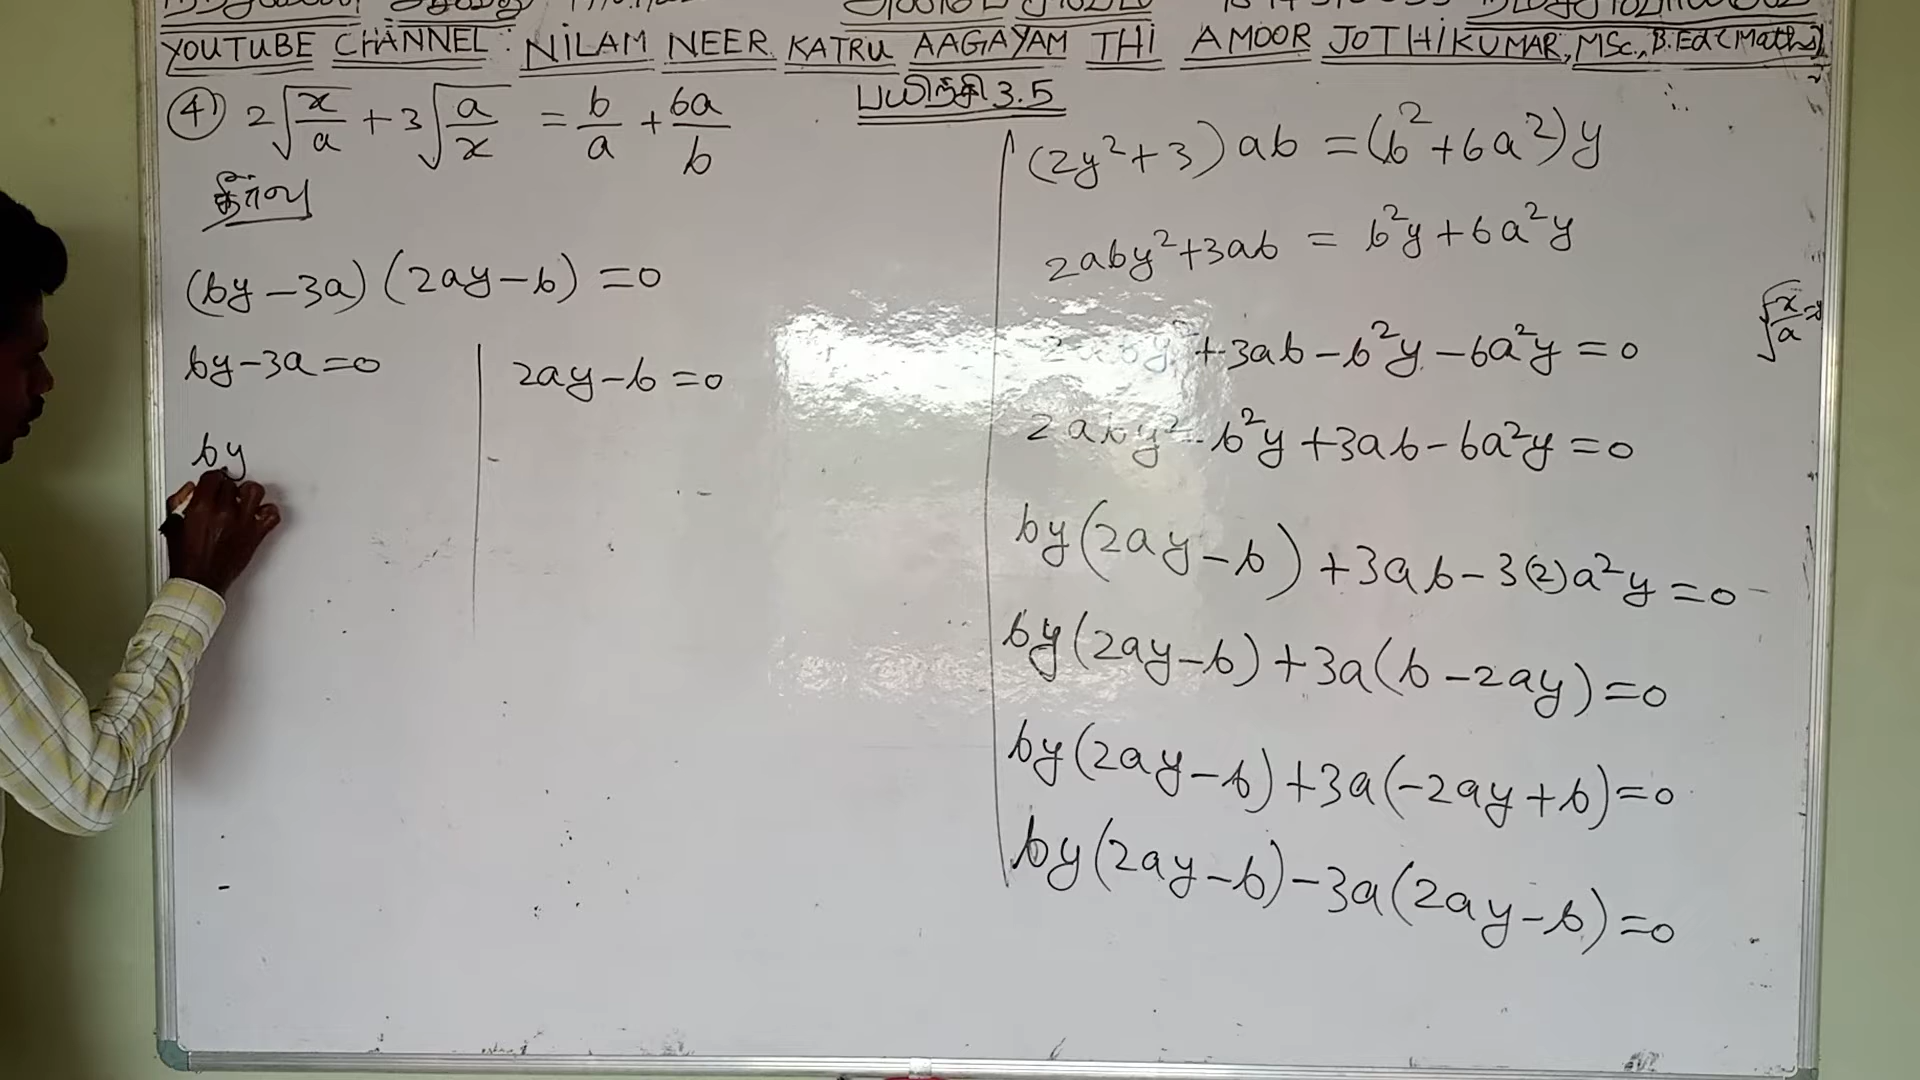 YOUTUBE CHANNEL : NILAM NEER KATRU AAGAYAM THI AMOOR JOTHIKUMAR, MSc., B.Ed (Maths)
பயிற்சி 3.5
4) 2√(x/a) + 3√(a/x) = b/a + 6a/b
தீர்வு
(by - 3a) (2ay - b) = 0
by - 3a = 0
by
2ay - b = 0
(2y² + 3) ab = (b² + 6a²) y
2aby² + 3ab = b²y + 6a²y
2aby² + 3ab - b²y - 6a²y = 0
2aby² - b²y + 3ab - 6a²y = 0
by (2ay - b) + 3ab - 3(2)a²y = 0
by (2ay - b) + 3a (b - 2ay) = 0
by (2ay - b) + 3a (-2ay + b) = 0
by (2ay - b) - 3a (2ay - b) = 0
√(x/a) = y